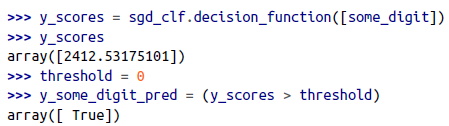 >>> y_scores = sgd_clf.decision_function([some_digit])
>>> y_scores
array([2412.53175101])
>>> threshold = 0
>>> y_some_digit_pred = (y_scores > threshold)
array([ True])